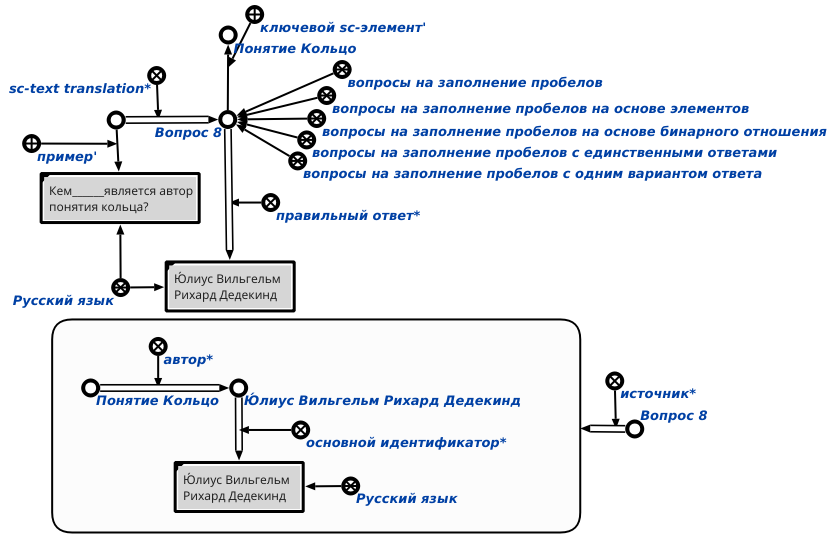 ключевой sc-элемент'
Понятие Кольцо
sc-text translation*
вопросы на заполнение пробелов
вопросы на заполнение пробелов на основе элементов
Вопрос 8
вопросы на заполнение пробелов на основе бинарного отношения
пример'
вопросы на заполнение пробелов с единственными ответами
вопросы на заполнение пробелов с одним вариантом ответа
Кем_____является автор
понятия кольца?
правильный ответ*
Ю́лиус Вильгельм
Рихард Дедекинд
Русский язык
автор*
Понятие Кольцо
Ю́лиус Вильгельм Рихард Дедекинд
источник*
Вопрос 8
основной идентификатор*
Ю́лиус Вильгельм
Рихард Дедекинд
Русский язык